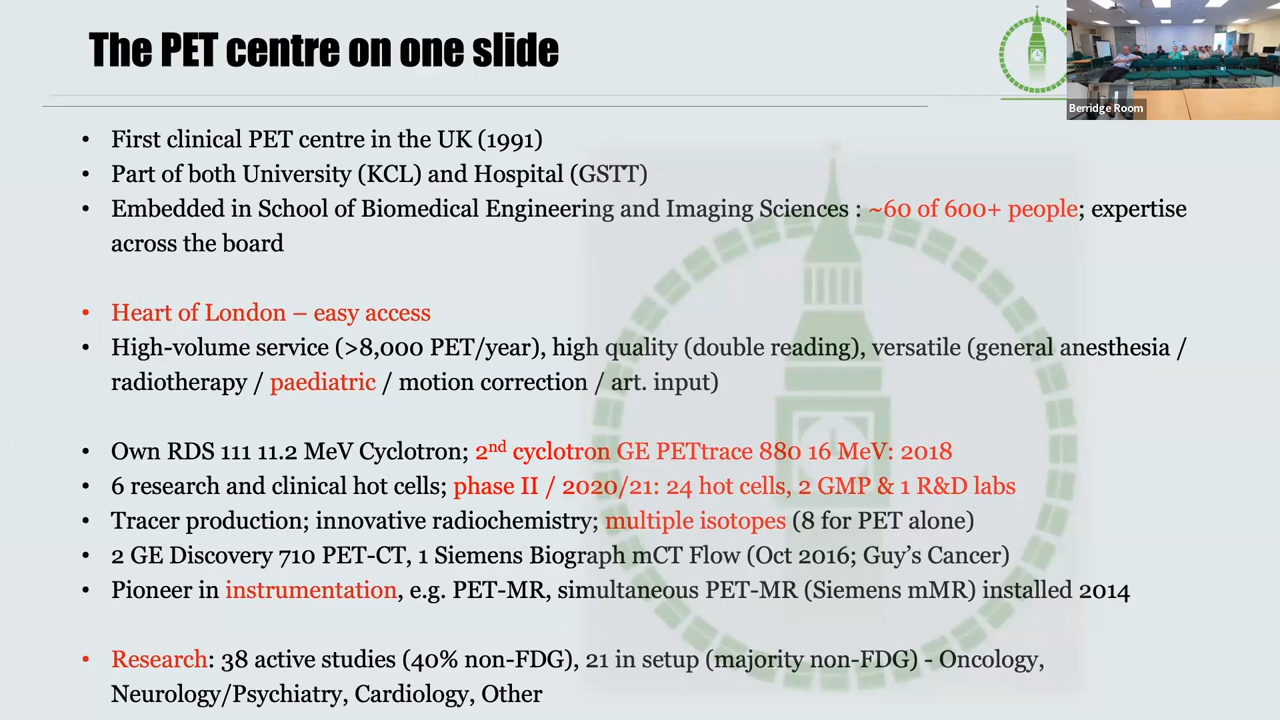 The PET centre on one slide
Berridge Room
• First clinical PET centre in the UK (1991)
• Part of both University (KCL) and Hospital (GSTT)
• Embedded in School of Biomedical Engineering and Imaging Sciences : ~60 of 600+ people; expertise
across the board
• Heart of London – easy access
• High-volume service (>8,000 PET/year), high quality (double reading), versatile (general anesthesia /
radiotherapy / paediatric / motion correction / art. input)
• Own RDS 111 11.2 MeV Cyclotron; 2nd cyclotron GE PETtrace 880 16 MeV: 2018
• 6 research and clinical hot cells; phase II / 2020/21: 24 hot cells, 2 GMP & 1 R&D labs
• Tracer production; innovative radiochemistry; multiple isotopes (8 for PET alone)
• 2 GE Discovery 710 PET-CT, 1 Siemens Biograph mCT Flow (Oct 2016; Guy’s Cancer)
• Pioneer in instrumentation, e.g. PET-MR, simultaneous PET-MR (Siemens mMR) installed 2014
• Research: 38 active studies (40% non-FDG), 21 in setup (majority non-FDG) - Oncology,
Neurology/Psychiatry, Cardiology, Other